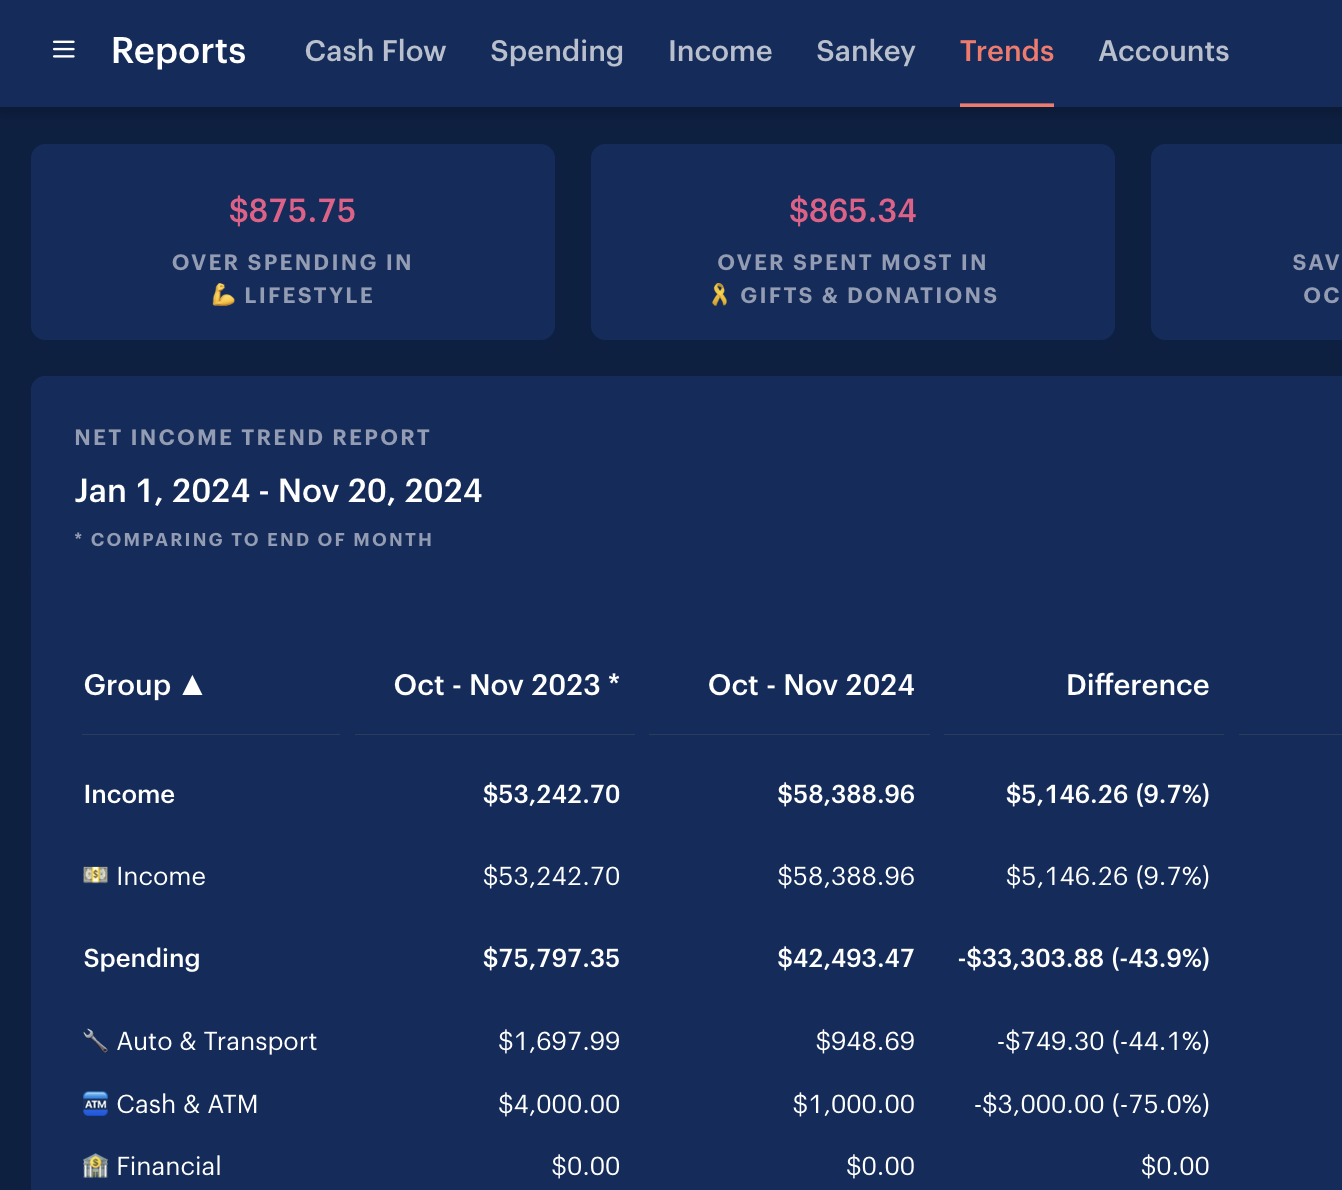 Reports Cash Flow Spending Income Sankey Trends Accounts
$875.75
OVER SPENDING IN
💪 LIFESTYLE
$865.34
OVER SPENT MOST IN
🎗 GIFTS & DONATIONS
SAV
OC
NET INCOME TREND REPORT
Jan 1, 2024 - Nov 20, 2024
* COMPARING TO END OF MONTH
Group ▲ Oct - Nov 2023 * Oct - Nov 2024 Difference
Income $53,242.70 $58,388.96 $5,146.26 (9.7%)
💵 Income $53,242.70 $58,388.96 $5,146.26 (9.7%)
Spending $75,797.35 $42,493.47 -$33,303.88 (-43.9%)
🔧 Auto & Transport $1,697.99 $948.69 -$749.30 (-44.1%)
🏧 Cash & ATM $4,000.00 $1,000.00 -$3,000.00 (-75.0%)
🏦 Financial $0.00 $0.00 $0.00